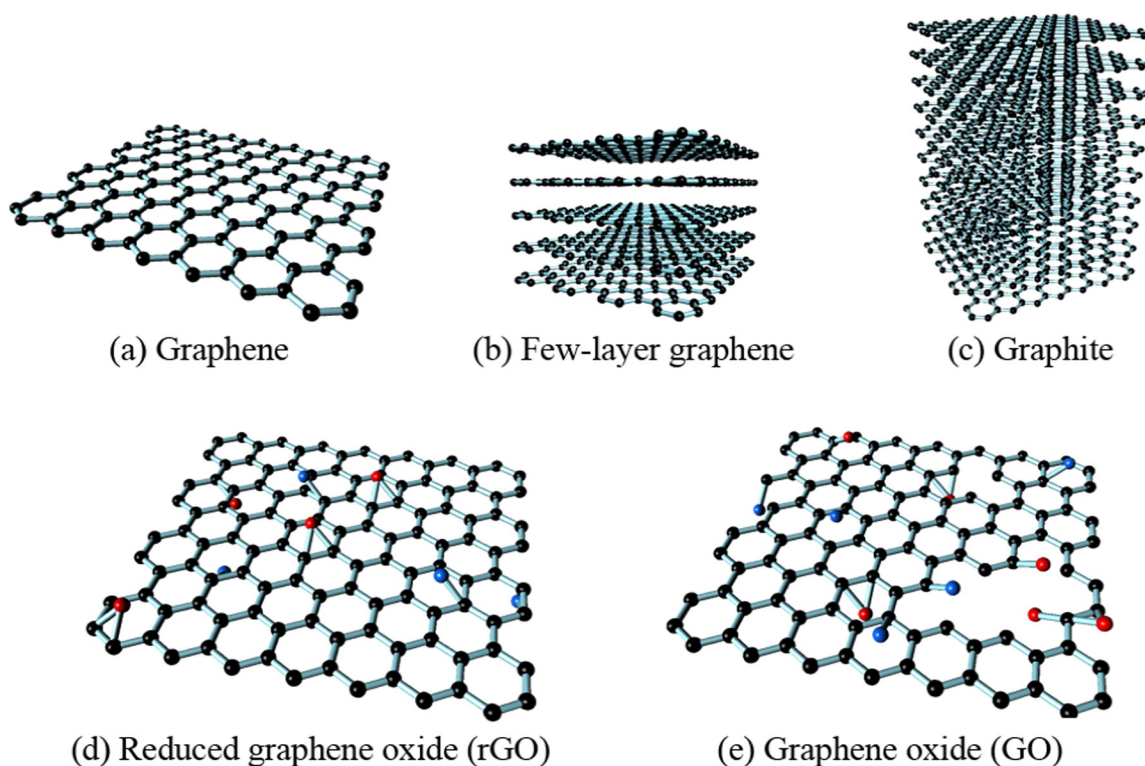 (a) Graphene
(b) Few-layer graphene
(c) Graphite
(d) Reduced graphene oxide (rGO)
(e) Graphene oxide (GO)